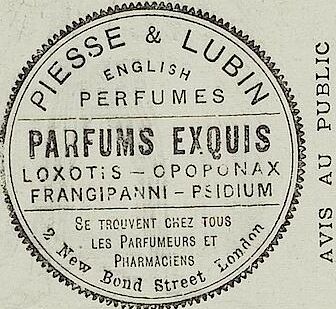 PIESSE & LUBIN
ENGLISH
PERFUMES
PARFUMS EXQUIS
LOXOTIS – OPOPONAX
FRANGIPANNI – PSIDIUM
SE TROUVENT CHEZ TOUS
LES PARFUMEURS ET
PHARMACIENS
2 New Bond Street London
AVIS AU PUBLIC